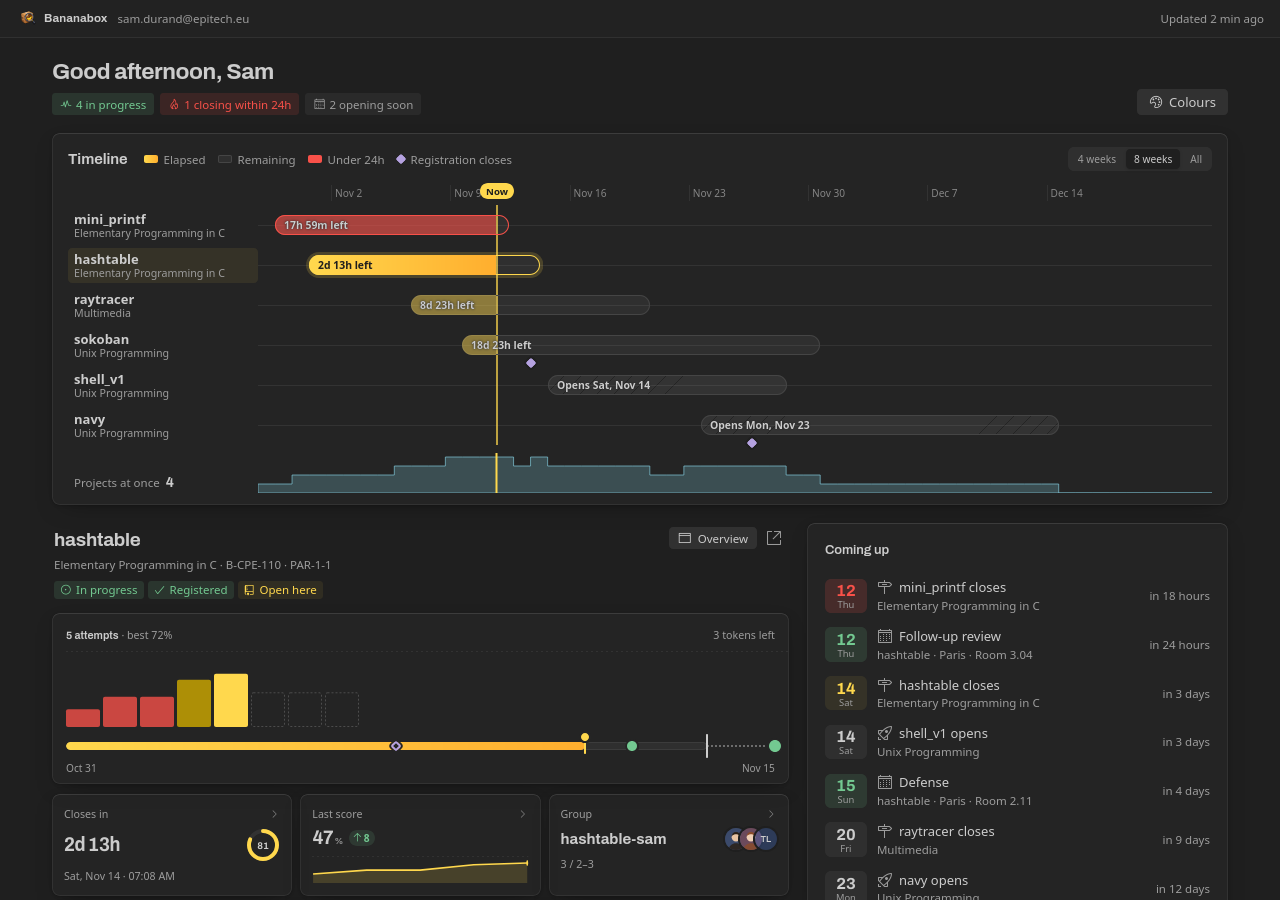 Bananabox sam.durand@epitech.eu Updated 2 min ago
Good afternoon, Sam
4 in progress 1 closing within 24h 2 opening soon Colours
Timeline Elapsed Remaining Under 24h Registration closes 4 weeks 8 weeks All
Nov 2 Nov 9 Now Nov 16 Nov 23 Nov 30 Dec 7 Dec 14
mini_printf
Elementary Programming in C
17h 59m left
hashtable
Elementary Programming in C
2d 13h left
raytracer
Multimedia
8d 23h left
sokoban
Unix Programming
18d 23h left
shell_v1
Unix Programming
Opens Sat, Nov 14
navy
Unix Programming
Opens Mon, Nov 23
Projects at once 4
hashtable Overview
Elementary Programming in C · B-CPE-110 · PAR-1-1
In progress Registered Open here
5 attempts · best 72% 3 tokens left
Oct 31 Nov 15
Closes in
2d 13h
81
Sat, Nov 14 · 07:08 AM
Last score
47 % ↑8
Group
hashtable-sam
TL
3 / 2–3
Coming up
12 Thu
mini_printf closes
Elementary Programming in C
in 18 hours
12 Thu
Follow-up review
hashtable · Paris · Room 3.04
in 24 hours
14 Sat
hashtable closes
Elementary Programming in C
in 3 days
14 Sat
shell_v1 opens
Unix Programming
in 3 days
15 Sun
Defense
hashtable · Paris · Room 2.11
in 4 days
20 Fri
raytracer closes
Multimedia
in 9 days
23 Mon
navy opens
Unix Programming
in 12 days